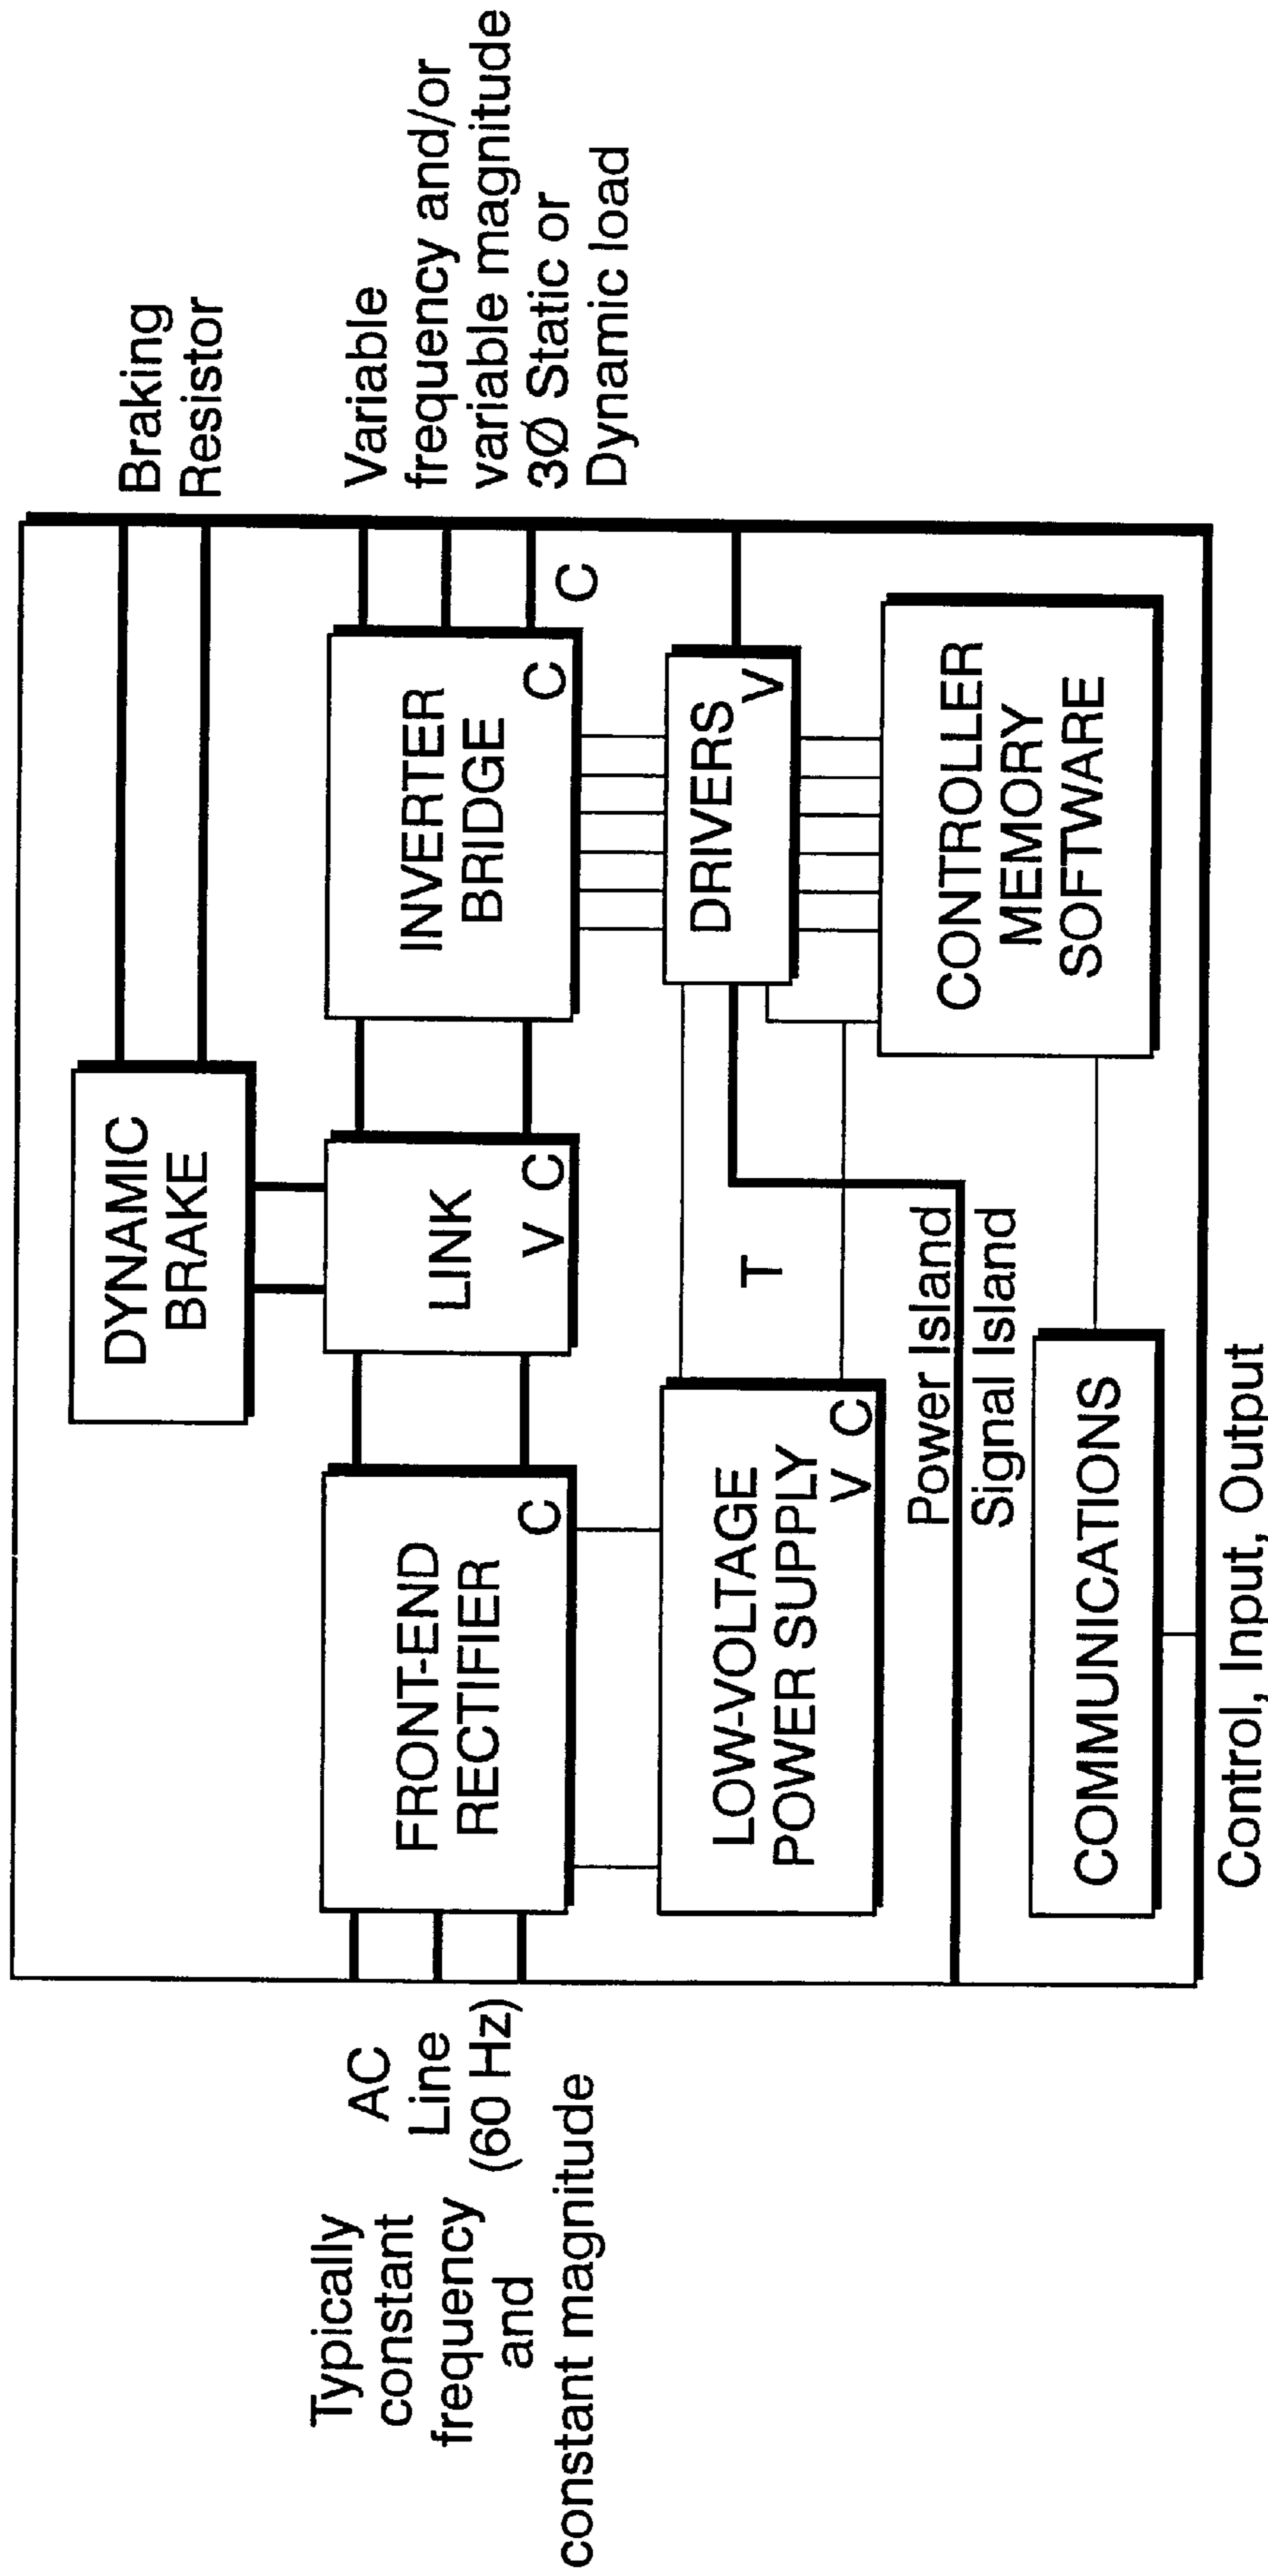 Typically
constant
frequency
and
constant magnitude
AC
Line
(60 Hz)
DYNAMIC
BRAKE
Braking
Resistor
FRONT-END
RECTIFIER
C
LINK
V C
INVERTER
BRIDGE
C
C
Variable
frequency and/or
variable magnitude
3Ø Static or
Dynamic load
LOW-VOLTAGE
POWER SUPPLY
V C
T
DRIVERS
V
Power Island
Signal Island
COMMUNICATIONS
CONTROLLER
MEMORY
SOFTWARE
Control, Input, Output